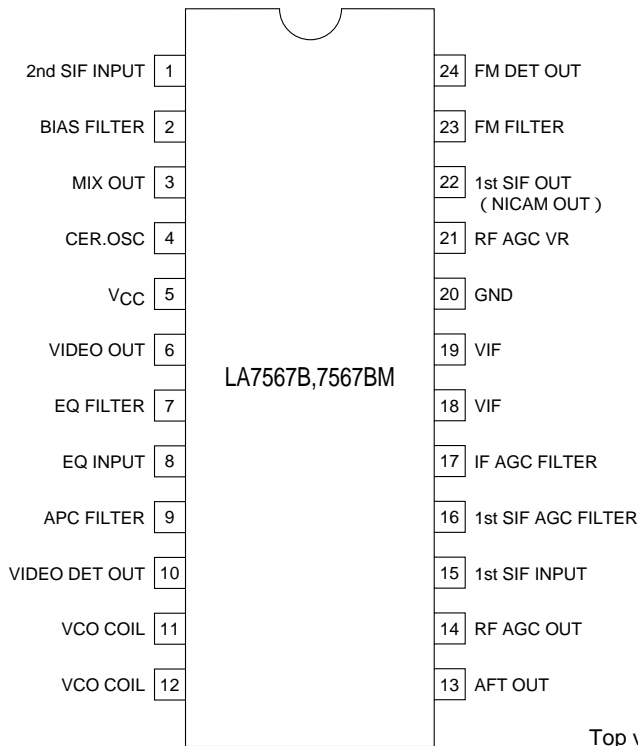 2nd SIF INPUT 1
BIAS FILTER 2
MIX OUT 3
CER.OSC 4
VCC 5
VIDEO OUT 6
EQ FILTER 7
EQ INPUT 8
APC FILTER 9
VIDEO DET OUT 10
VCO COIL 11
VCO COIL 12
LA7567B,7567BM
24 FM DET OUT
23 FM FILTER
22 1st SIF OUT
( NICAM OUT )
21 RF AGC VR
20 GND
19 VIF
18 VIF
17 IF AGC FILTER
16 1st SIF AGC FILTER
15 1st SIF INPUT
14 RF AGC OUT
13 AFT OUT
Top v